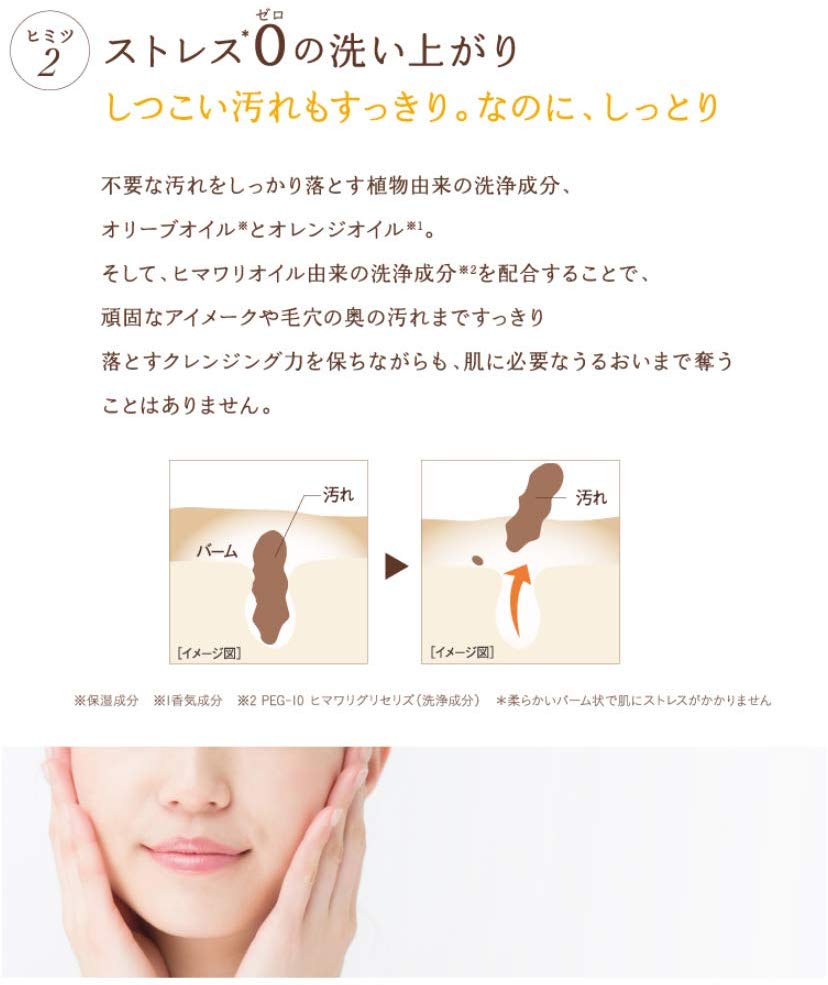 ヒミツ
2
ゼロ
ストレス*0の洗い上がり
しつこい汚れもすっきり。なのに、しっとり
不要な汚れをしっかり落とす植物由来の洗浄成分、
オリーブオイル※とオレンジオイル※1。
そして、ヒマワリオイル由来の洗浄成分※2を配合することで、
頑固なアイメークや毛穴の奥の汚れまですっきり
落とすクレンジング力を保ちながらも、肌に必要なうるおいまで奪う
ことはありません。
汚れ
バーム
[イメージ図]
汚れ
[イメージ図]
※保湿成分 ※1香気成分 ※2 PEG-10 ヒマワリグリセリズ(洗浄成分) *柔らかいバーム状で肌にストレスがかかりません